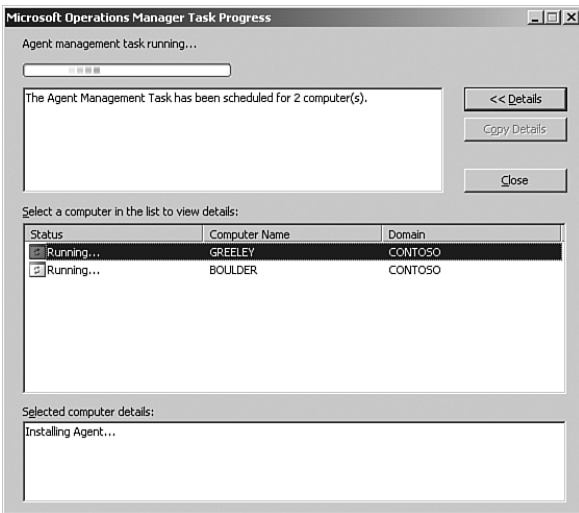 Microsoft Operations Manager Task Progress
Agent management task running...
The Agent Management Task has been scheduled for 2 computer(s).
<< Details
Copy Details
Close
Select a computer in the list to view details:
Status Computer Name Domain
Running... GREELEY CONTOSO
Running... BOULDER CONTOSO
Selected computer details:
Installing Agent...